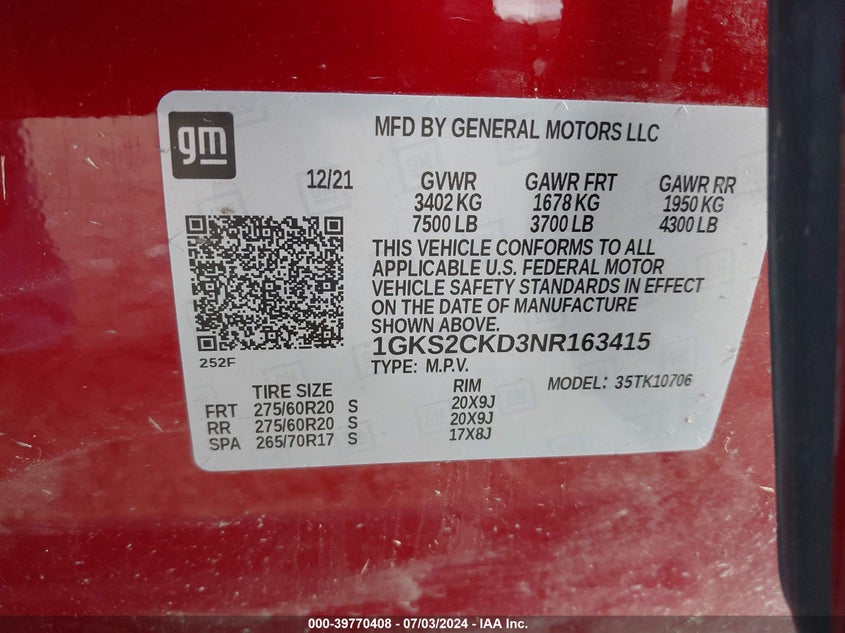 gm
MFD BY GENERAL MOTORS LLC
12/21 GVWR GAWR FRT GAWR RR
3402 KG 1678 KG 1950 KG
7500 LB 3700 LB 4300 LB
THIS VEHICLE CONFORMS TO ALL
APPLICABLE U.S. FEDERAL MOTOR
VEHICLE SAFETY STANDARDS IN EFFECT
ON THE DATE OF MANUFACTURE
SHOWN ABOVE.
1GKS2CKD3NR163415
252F
TYPE: M.P.V. MODEL: 35TK10706
TIRE SIZE RIM
FRT 275/60R20 S 20X9J
RR 275/60R20 S 20X9J
SPA 265/70R17 S 17X8J
000-39770408 - 07/03/2024 - IAA Inc.